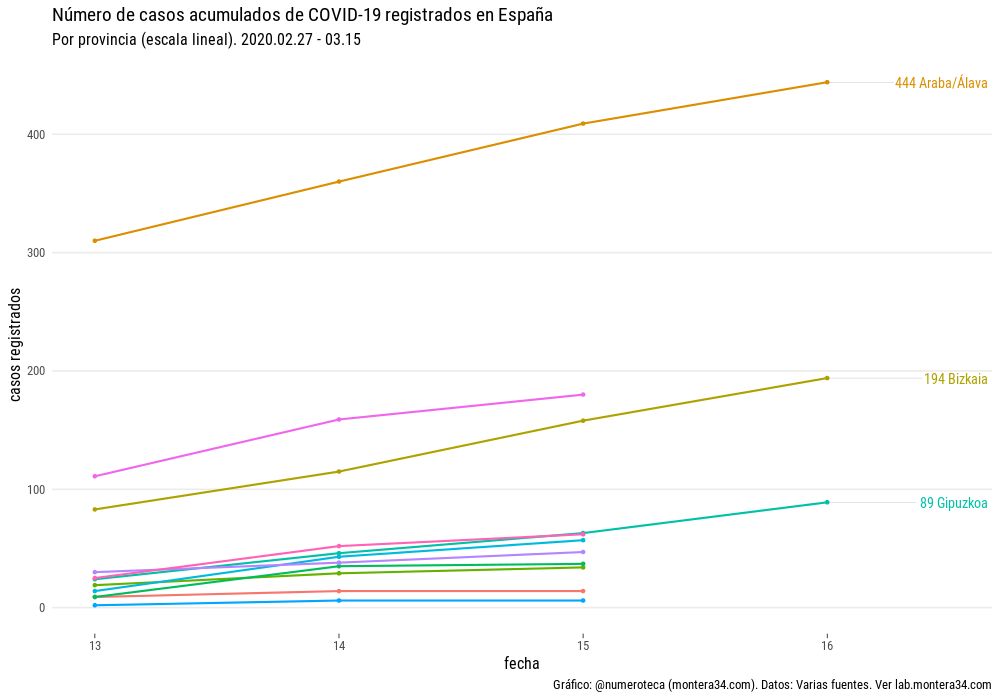 Número de casos acumulados de COVID-19 registrados en España
Por provincia (escala lineal). 2020.02.27 - 03.15
444 Araba/Álava
400
300
casos registrados
200
194 Bizkaia
100
89 Gipuzkoa
0
13 14 15 16
fecha
Gráfico: @numeroteca (montera34.com). Datos: Varias fuentes. Ver lab.montera34.com